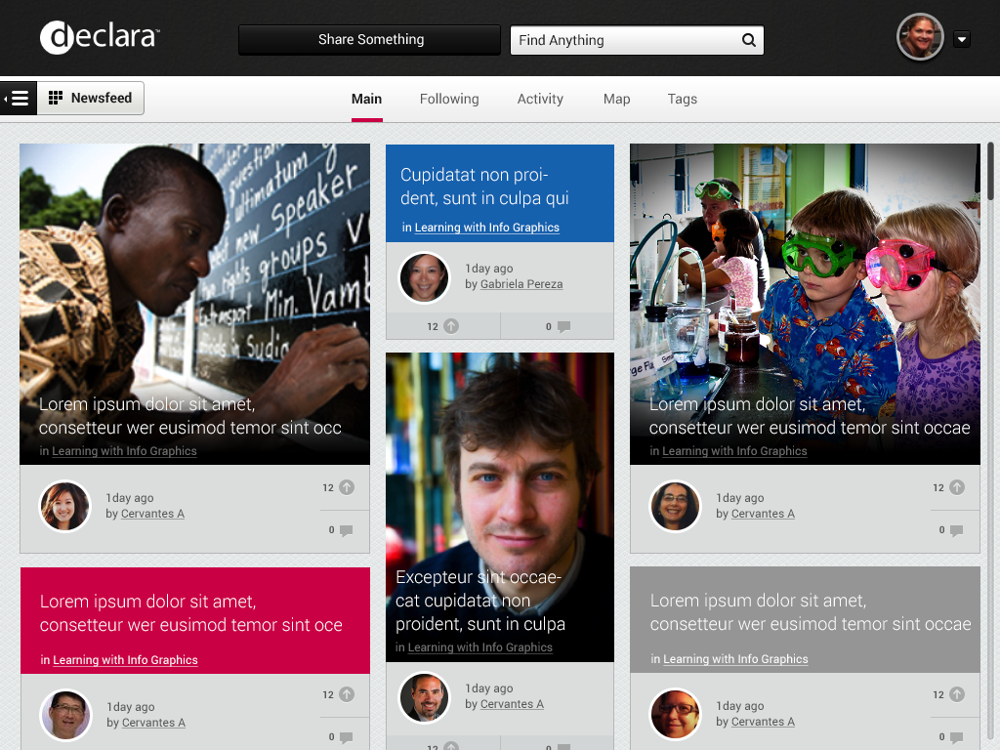 declara™
Share Something
Find Anything
Newsfeed
Main
Following
Activity
Map
Tags
questions
ultimatum
Speaker
new
groups
Min. Vamb
Foods in Sudia
Lorem ipsum dolor sit amet,
consetteur wer eusimod temor sint occ
in Learning with Info Graphics
1day ago
by Cervantes A
12
0
Lorem ipsum dolor sit amet,
consetteur wer eusimod temor sint oce
in Learning with Info Graphics
1day ago
by Cervantes A
12
0
Cupidatat non proi-
dent, sunt in culpa qui
in Learning with Info Graphics
1day ago
by Gabriela Pereza
12
0
Excepteur sint occae-
cat cupidatat non
proident, sunt in culpa
in Learning with Info Graphics
1day ago
by Cervantes A
12
0
Lorem ipsum dolor sit amet,
consetteur wer eusimod temor sint occae
in Learning with Info Graphics
1day ago
by Cervantes A
12
0
Lorem ipsum dolor sit amet,
consetteur wer eusimod temor sint occae
in Learning with Info Graphics
1day ago
by Cervantes A
12
0